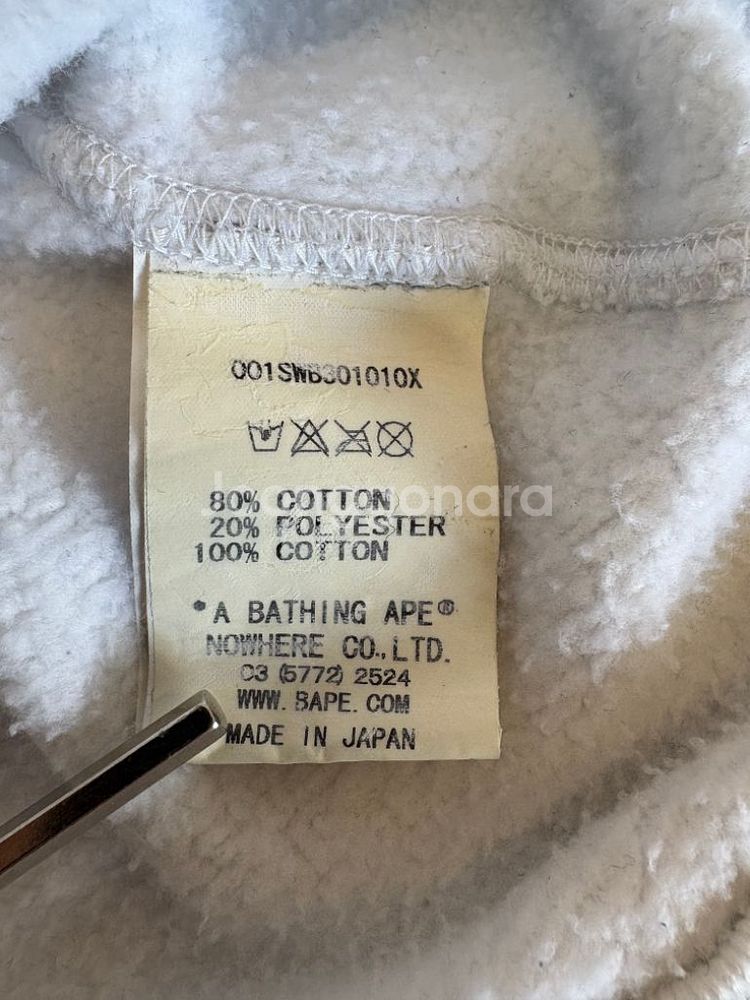 001SWB301010X
80% COTTON
20% POLYESTER
100% COTTON
"A BATHING APE®
NOWHERE CO., LTD.
03 (5772) 2524
WWW. BAPE. COM
MADE IN JAPAN